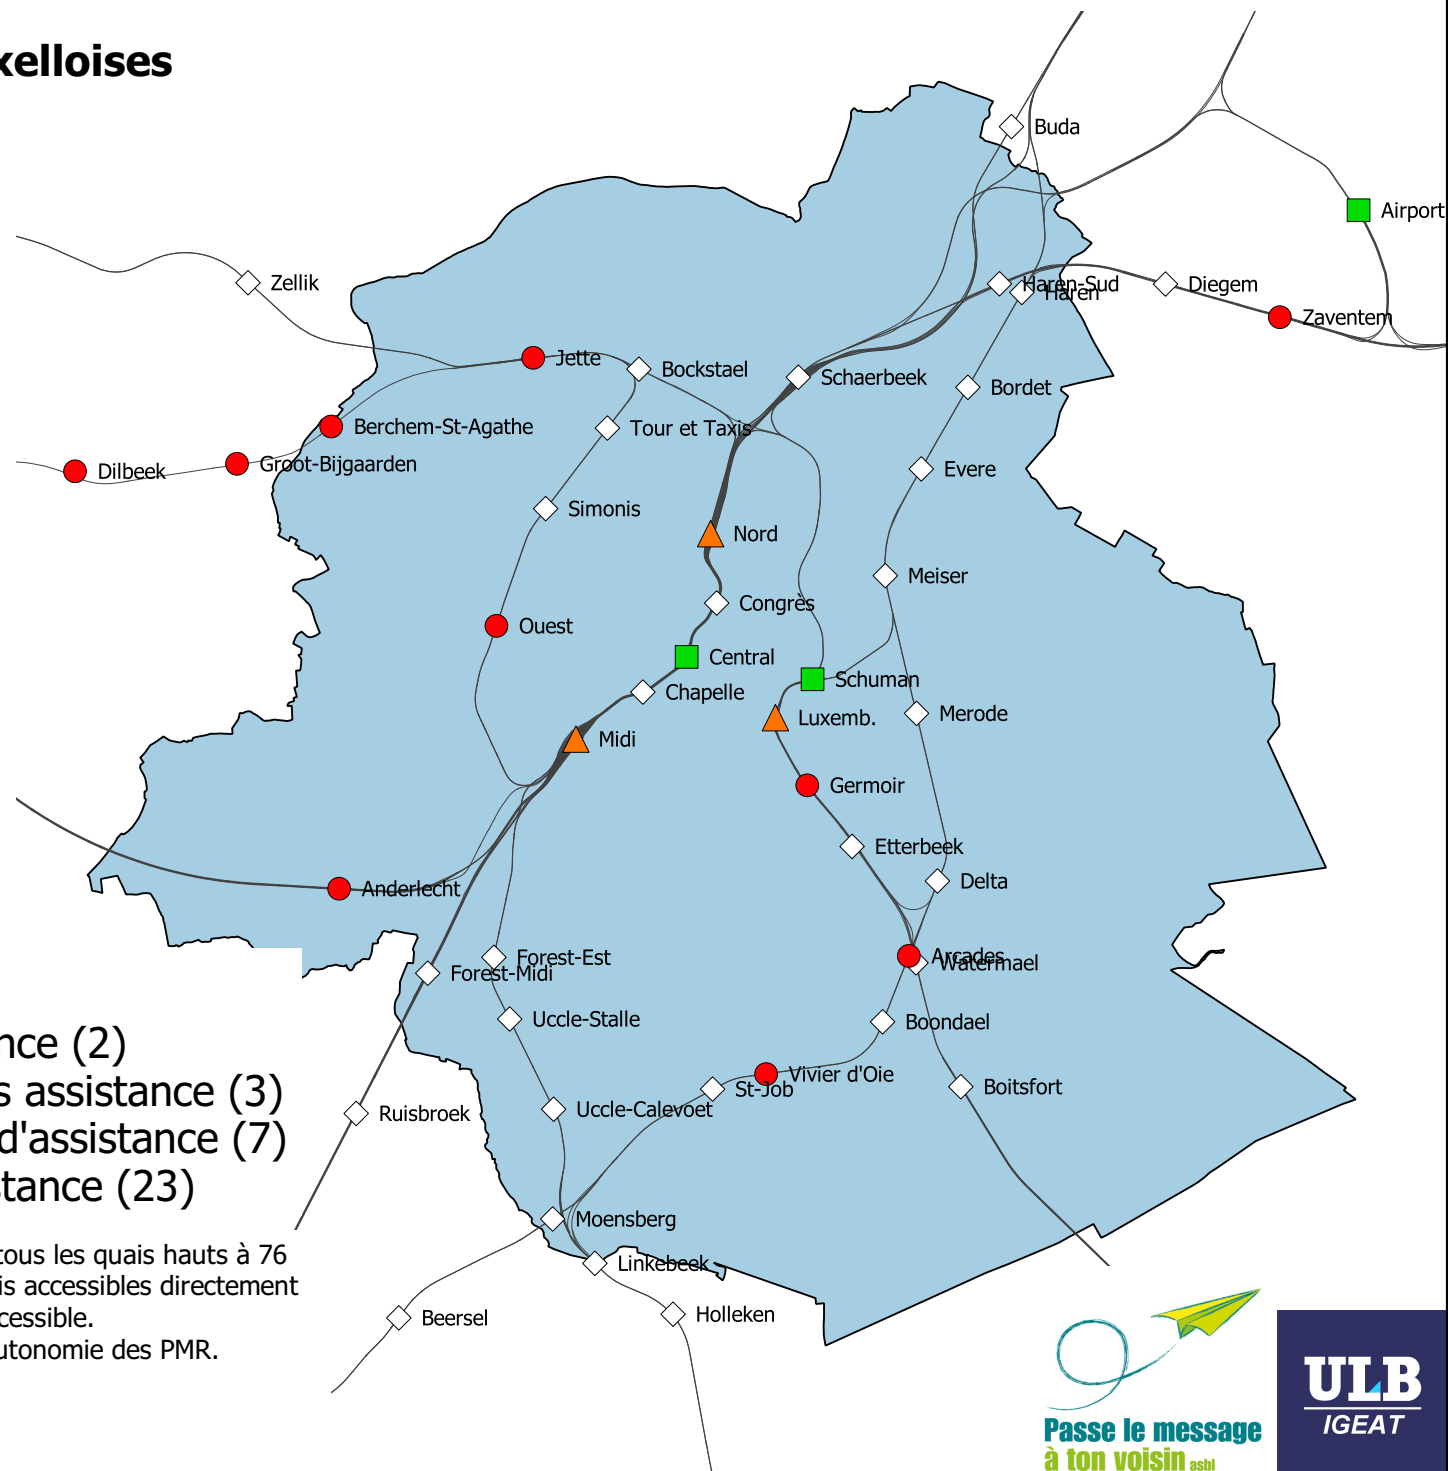 xelloises
Buda
Airport
Zellik
Haren-Sud
Haren
Diegem
Zaventem
Jette
Bockstael
Schaerbeek
Bordet
Berchem-St-Agathe
Tour et Taxis
Dilbeek
Groot-Bijgaarden
Evere
Simonis
Nord
Meiser
Congrès
Ouest
Central
Schuman
Chapelle
Luxemb.
Merode
Midi
Germoir
Etterbeek
Delta
Anderlecht
Forest-Est
Arcades
Watermael
Forest-Midi
Uccle-Stalle
Boondael
nce (2)
s assistance (3)
Vivier d'Oie
St-Job
Boitsfort
Ruisbroek
Uccle-Calevoet
d'assistance (7)
tance (23)
Moensberg
tous les quais hauts à 76
Linkebeek
is accessibles directement
Beersel
Holleken
cessible.
utonomie des PMR.
ULB
IGEAT
Passe le message
à ton voisin asbl